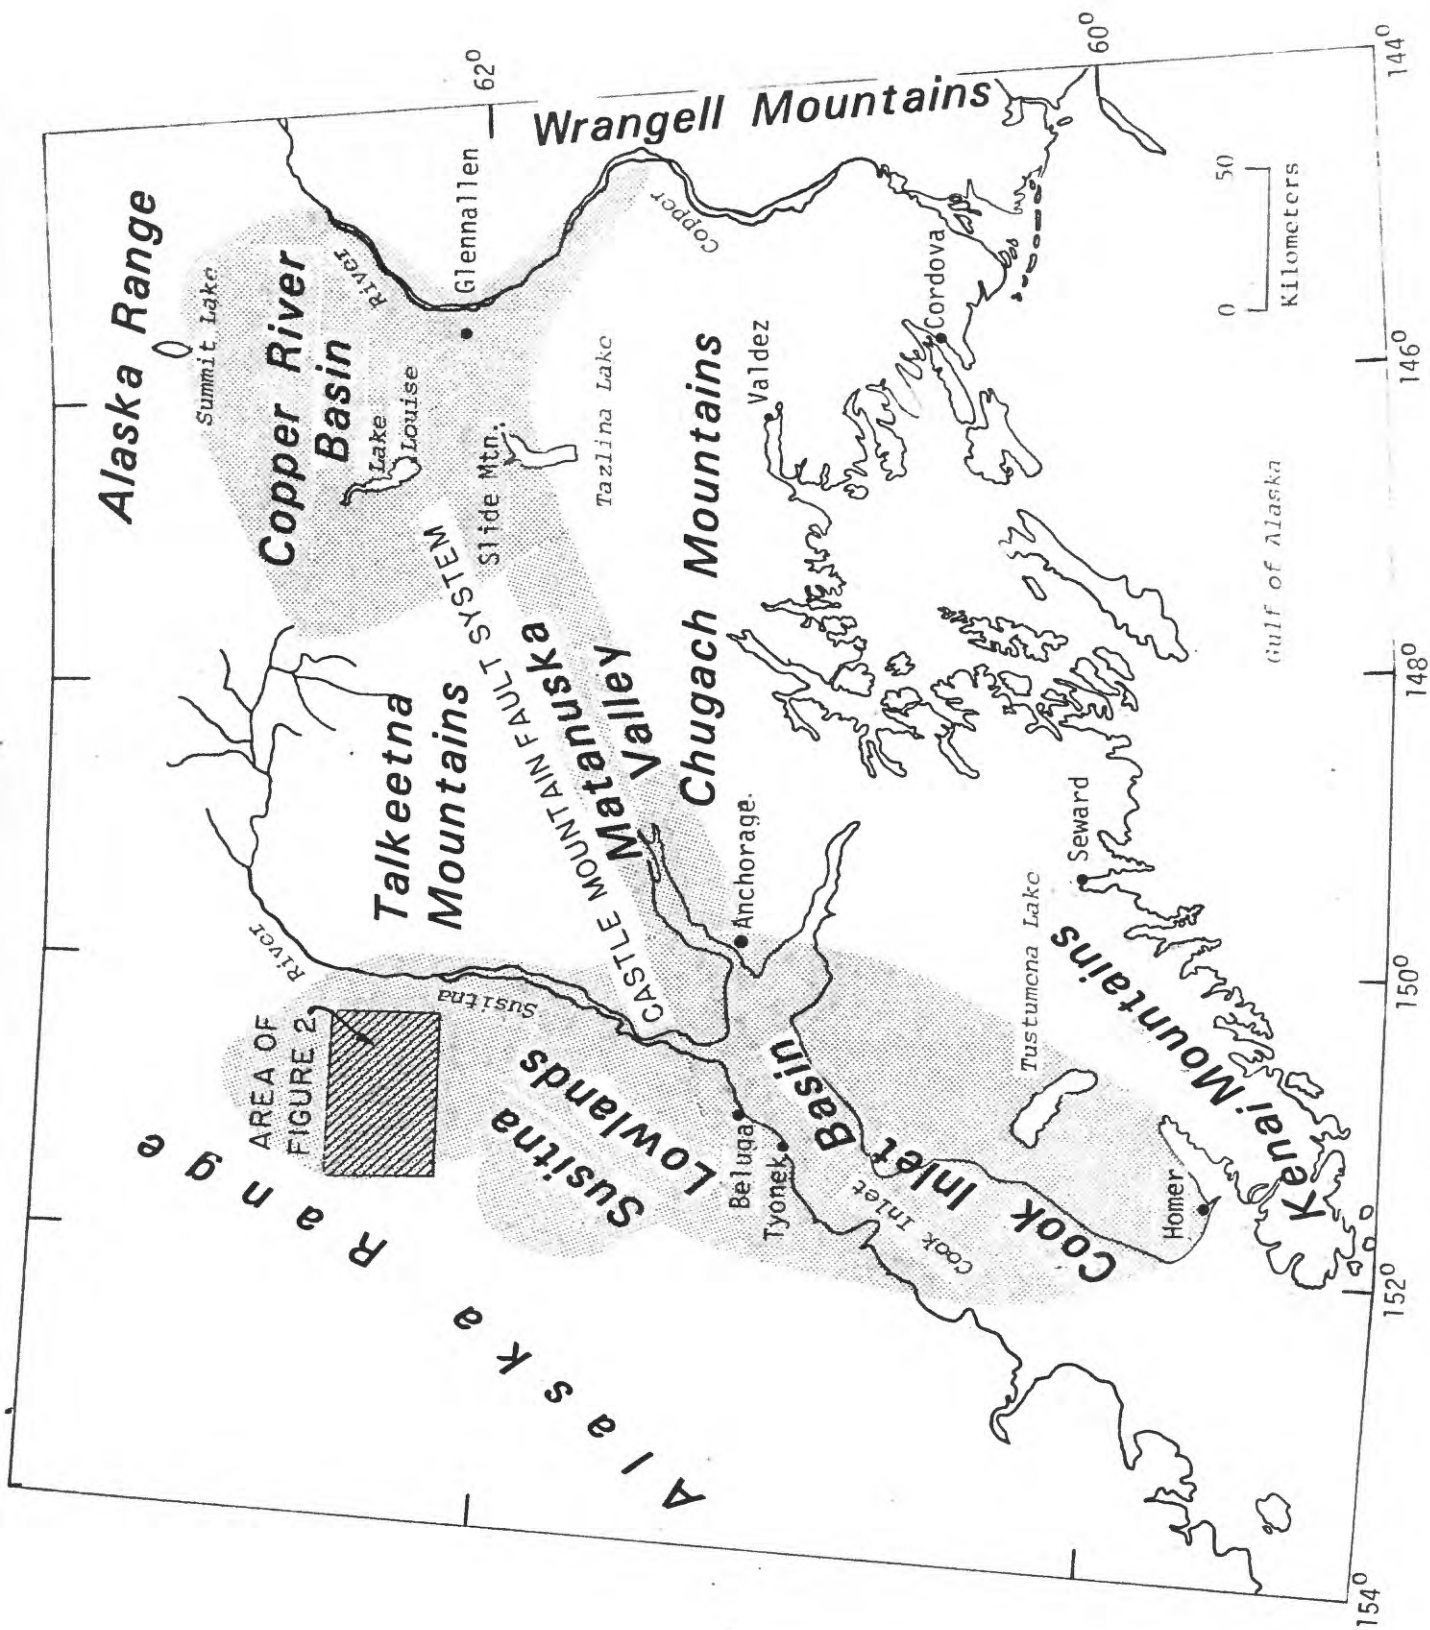 Alaska Range
Summit Lake
Copper River
Basin
River
Lake
Louise
Glennallen
62°
Wrangell Mountains
Copper
Slide Mtn.
Tazlina Lake
Chugach Mountains
Valdez
Cordova
60°
CASTLE MOUNTAIN FAULT SYSTEM
Matanuska
Valley
Talkeetna
Mountains
River
Susitna
AREA OF
FIGURE 2
Alaska Range
Susitna
Lowlands
Anchorage
Beluga
Tyonek
Cook Inlet Basin
Cook Inlet
Tustumena Lake
Seward
Kenai Mountains
Homer
Gulf of Alaska
0 50
Kilometers
154°
152°
150°
148°
146°
144°